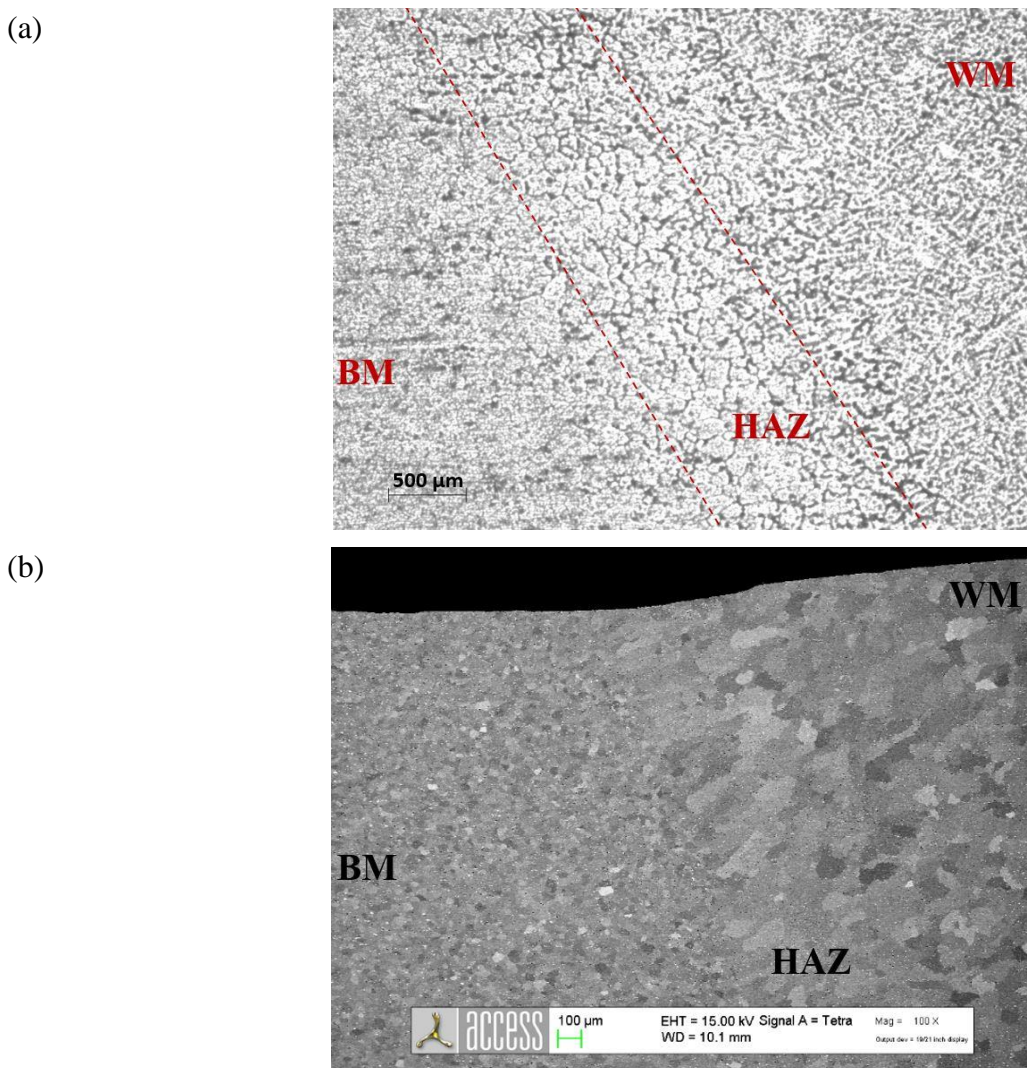 (a)
WM
BM
HAZ
500 µm
(b)
WM
BM
HAZ
access 100 µm EHT = 15.00 kV Signal A = Tetra Mag = 100 X
WD = 10.1 mm Output dev = 19/21 inch display